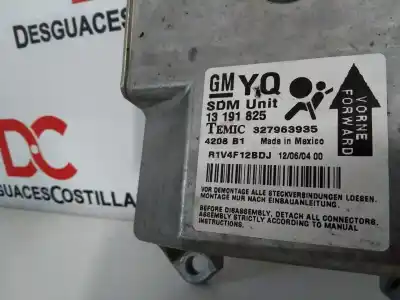 DESGUACES
DC
DESGUACESCOSTILLA
GM YQ
SDM Unit
13 191 825
TEMIC 327963935
4208 B1 Made in Mexico
R1V4F12BDJ 12/06/04 00
VORNE
FORWARD
VOR DEMONTAGE ALLE STECKVERBINDUNGEN LOESEN.
MONTAGE NUR NACH EINBAUANLEITUNG.
BEFORE DISASSEMBLY, DETACH ALL CONNECTORS.
ASSEMBLY STRICTLY ACCORDING TO MANUAL
INSTRUCTIONS.